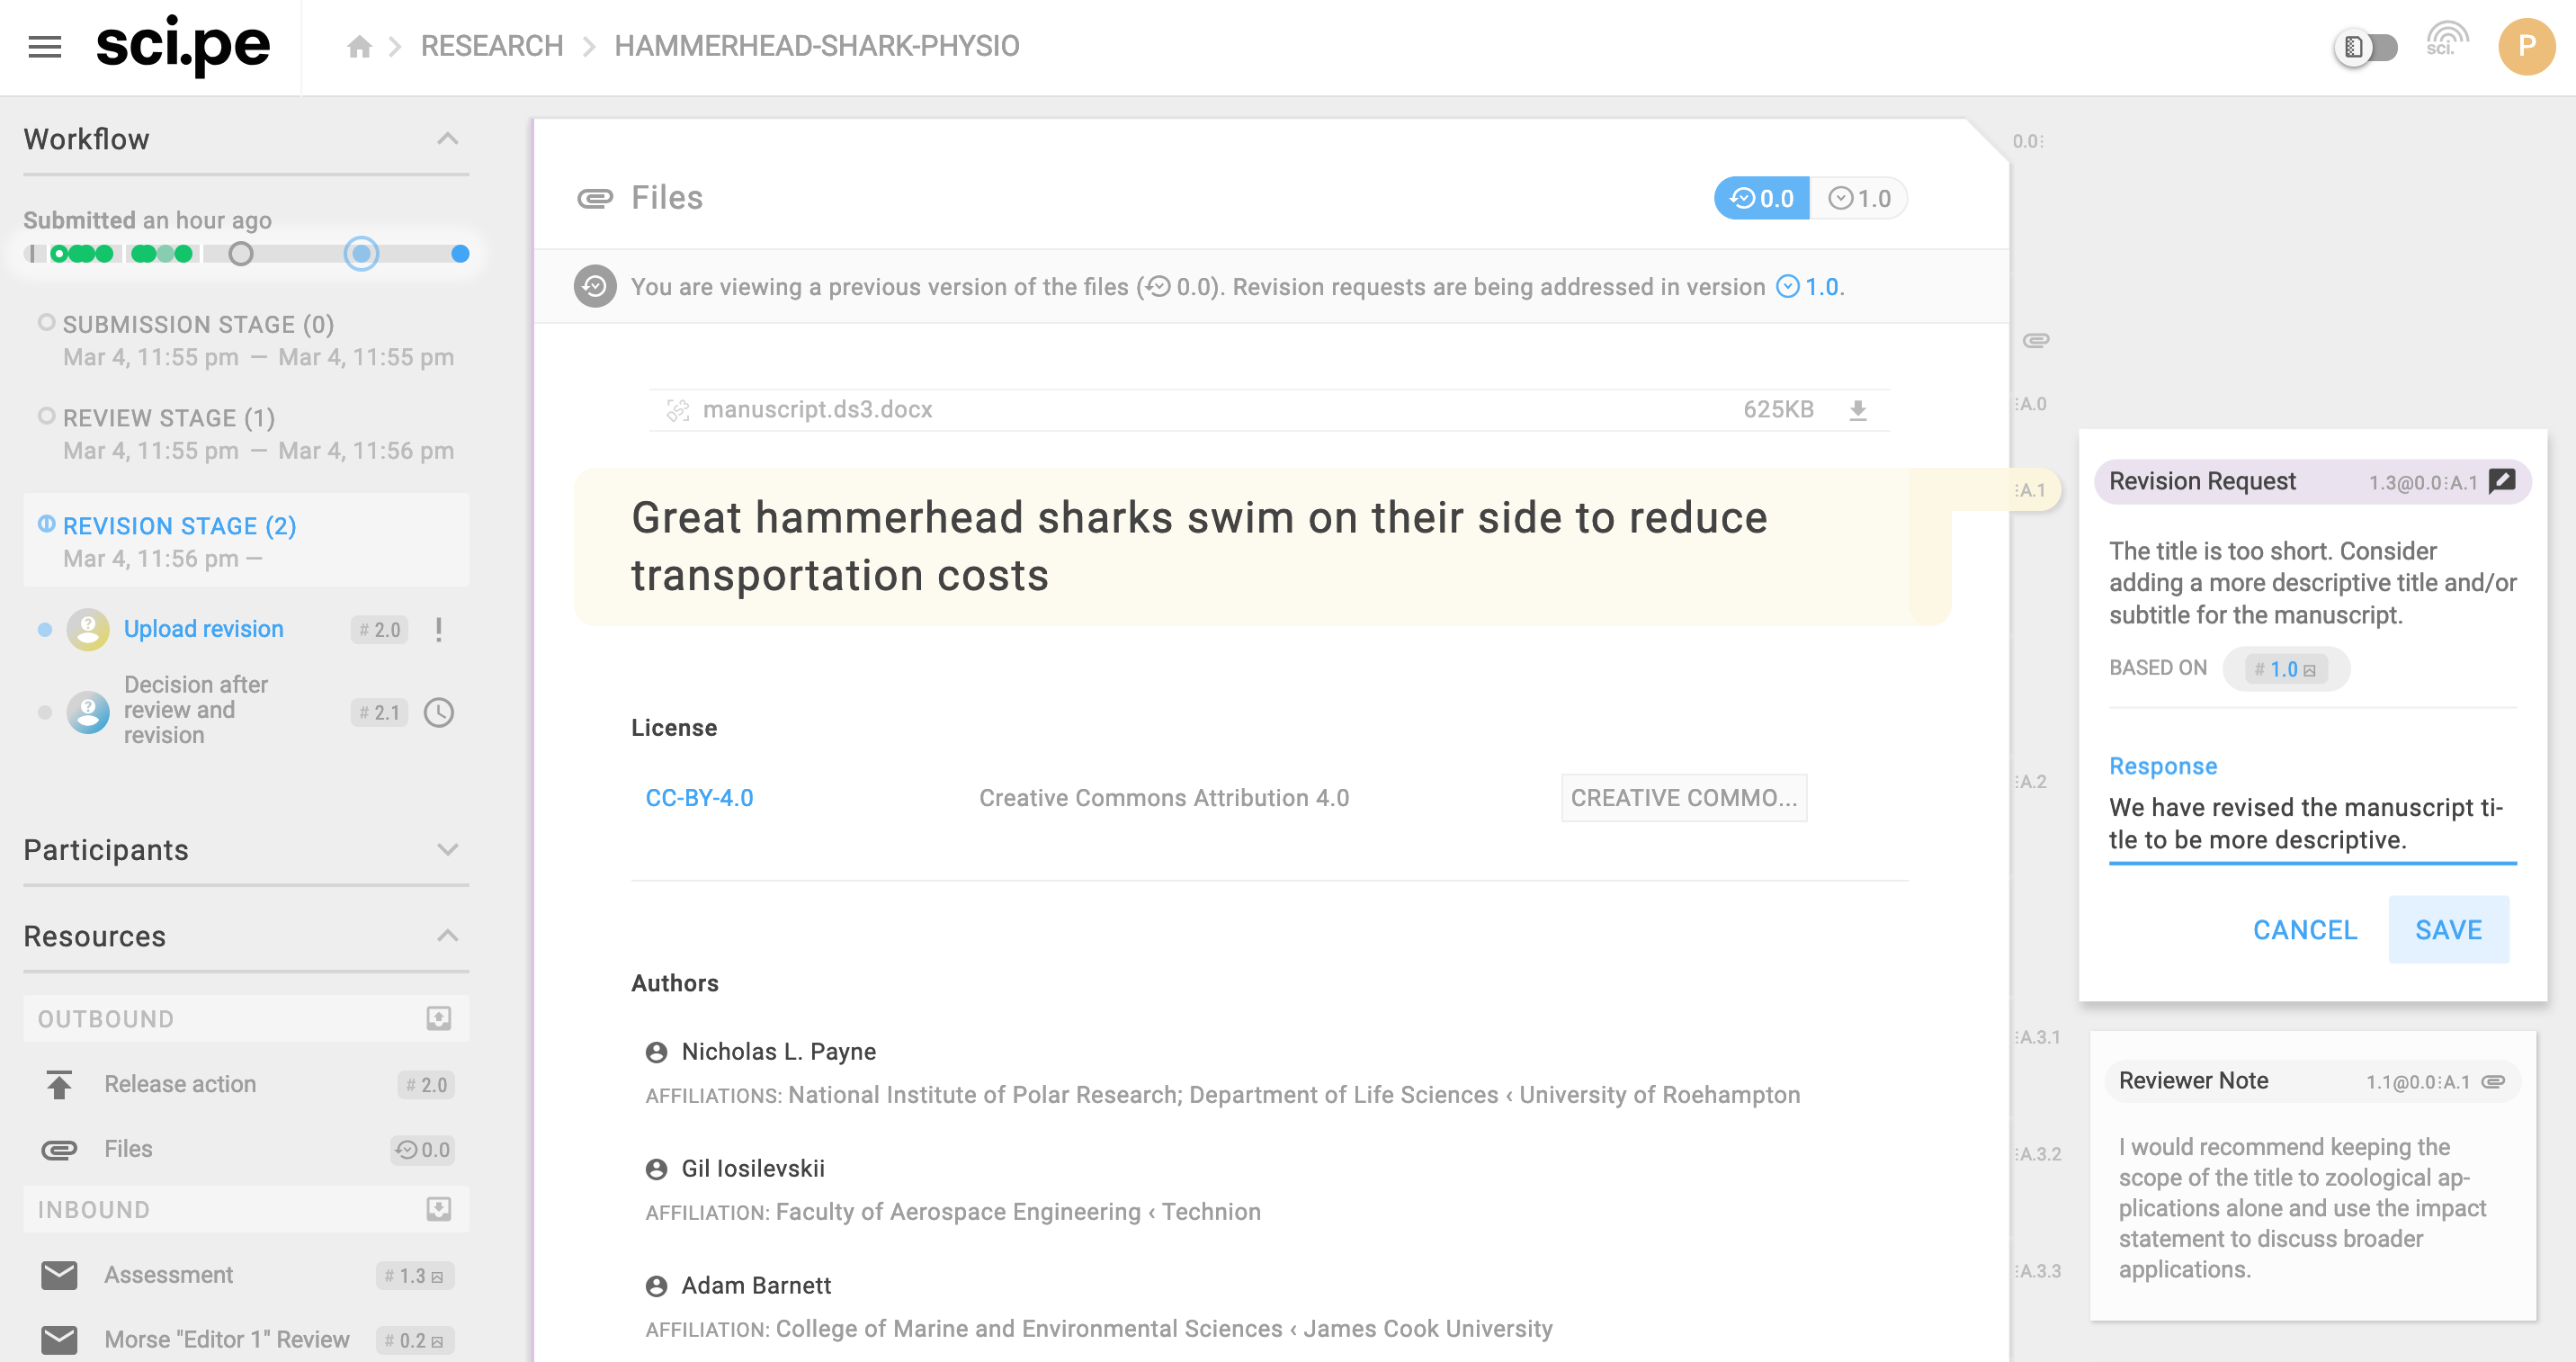 sci.pe
RESEARCH
HAMMERHEAD-SHARK-PHYSIO
sci.
P
Workflow
Submitted an hour ago
SUBMISSION STAGE (0)
Mar 4, 11:55 pm — Mar 4, 11:55 pm
REVIEW STAGE (1)
Mar 4, 11:55 pm — Mar 4, 11:56 pm
REVISION STAGE (2)
Mar 4, 11:56 pm —
Upload revision # 2.0
Decision after
review and
revision
# 2.1
Participants
Resources
OUTBOUND
Release action # 2.0
Files 0.0
INBOUND
Assessment # 1.3
Morse "Editor 1" Review # 0.2
Files
0.0 1.0
You are viewing a previous version of the files (0.0). Revision requests are being addressed in version 1.0.
manuscript.ds3.docx 625KB
Great hammerhead sharks swim on their side to reduce
transportation costs
License
CC-BY-4.0 Creative Commons Attribution 4.0 CREATIVE COMMO...
Authors
Nicholas L. Payne
AFFILIATIONS: National Institute of Polar Research; Department of Life Sciences ‹ University of Roehampton
Gil Iosilevskii
AFFILIATION: Faculty of Aerospace Engineering ‹ Technion
Adam Barnett
AFFILIATION: College of Marine and Environmental Sciences ‹ James Cook University
0.0⫶
⫶A.0
⫶A.1
⫶A.2
⫶A.3.1
⫶A.3.2
⫶A.3.3
Revision Request 1.3@0.0⫶A.1
The title is too short. Consider
adding a more descriptive title and/or
subtitle for the manuscript.
BASED ON # 1.0
Response
We have revised the manuscript ti-
tle to be more descriptive.
CANCEL SAVE
Reviewer Note 1.1@0.0⫶A.1
I would recommend keeping the
scope of the title to zoological ap-
plications alone and use the impact
statement to discuss broader
applications.